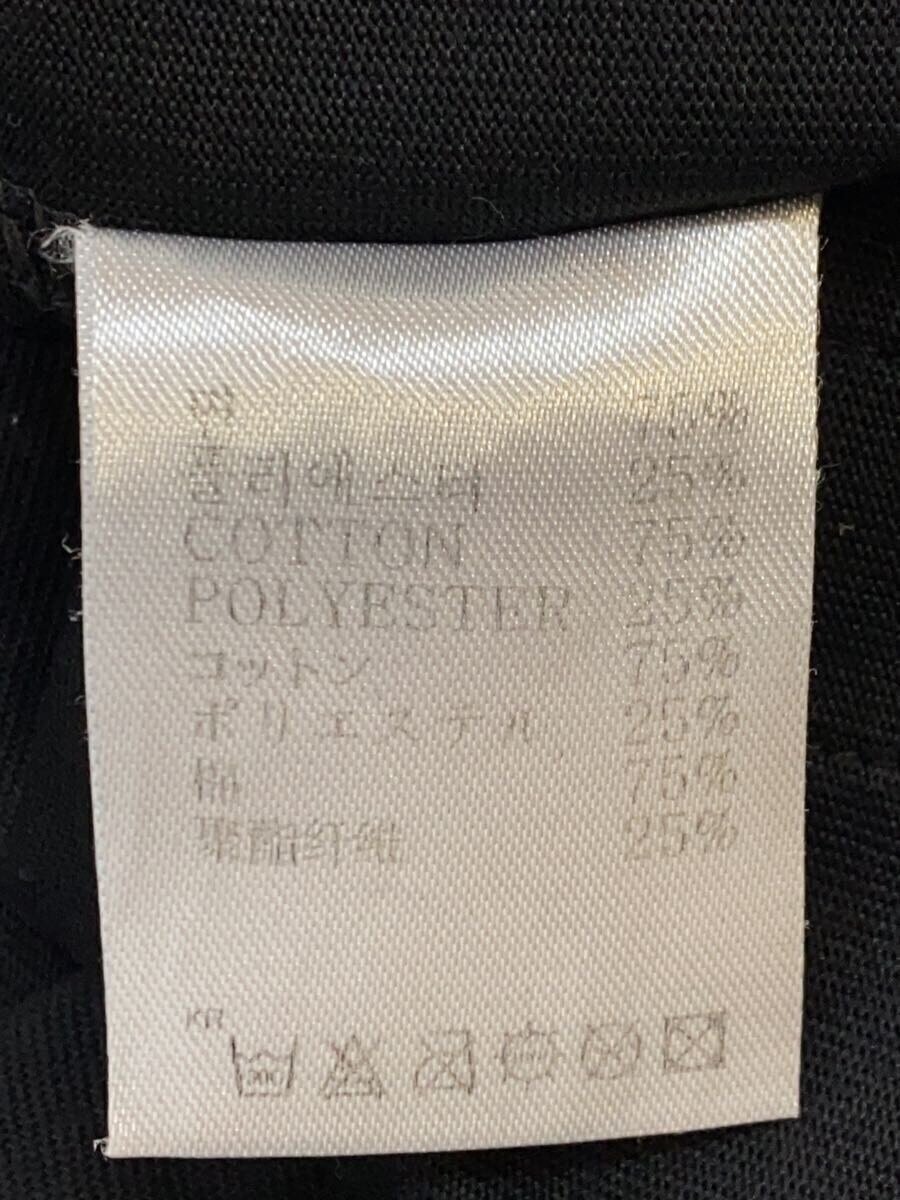 면 75%
폴리에스터 25%
COTTON 75%
POLYESTER 25%
コットン 75%
ポリエステル 25%
棉 75%
聚酯纤维 25%
KR